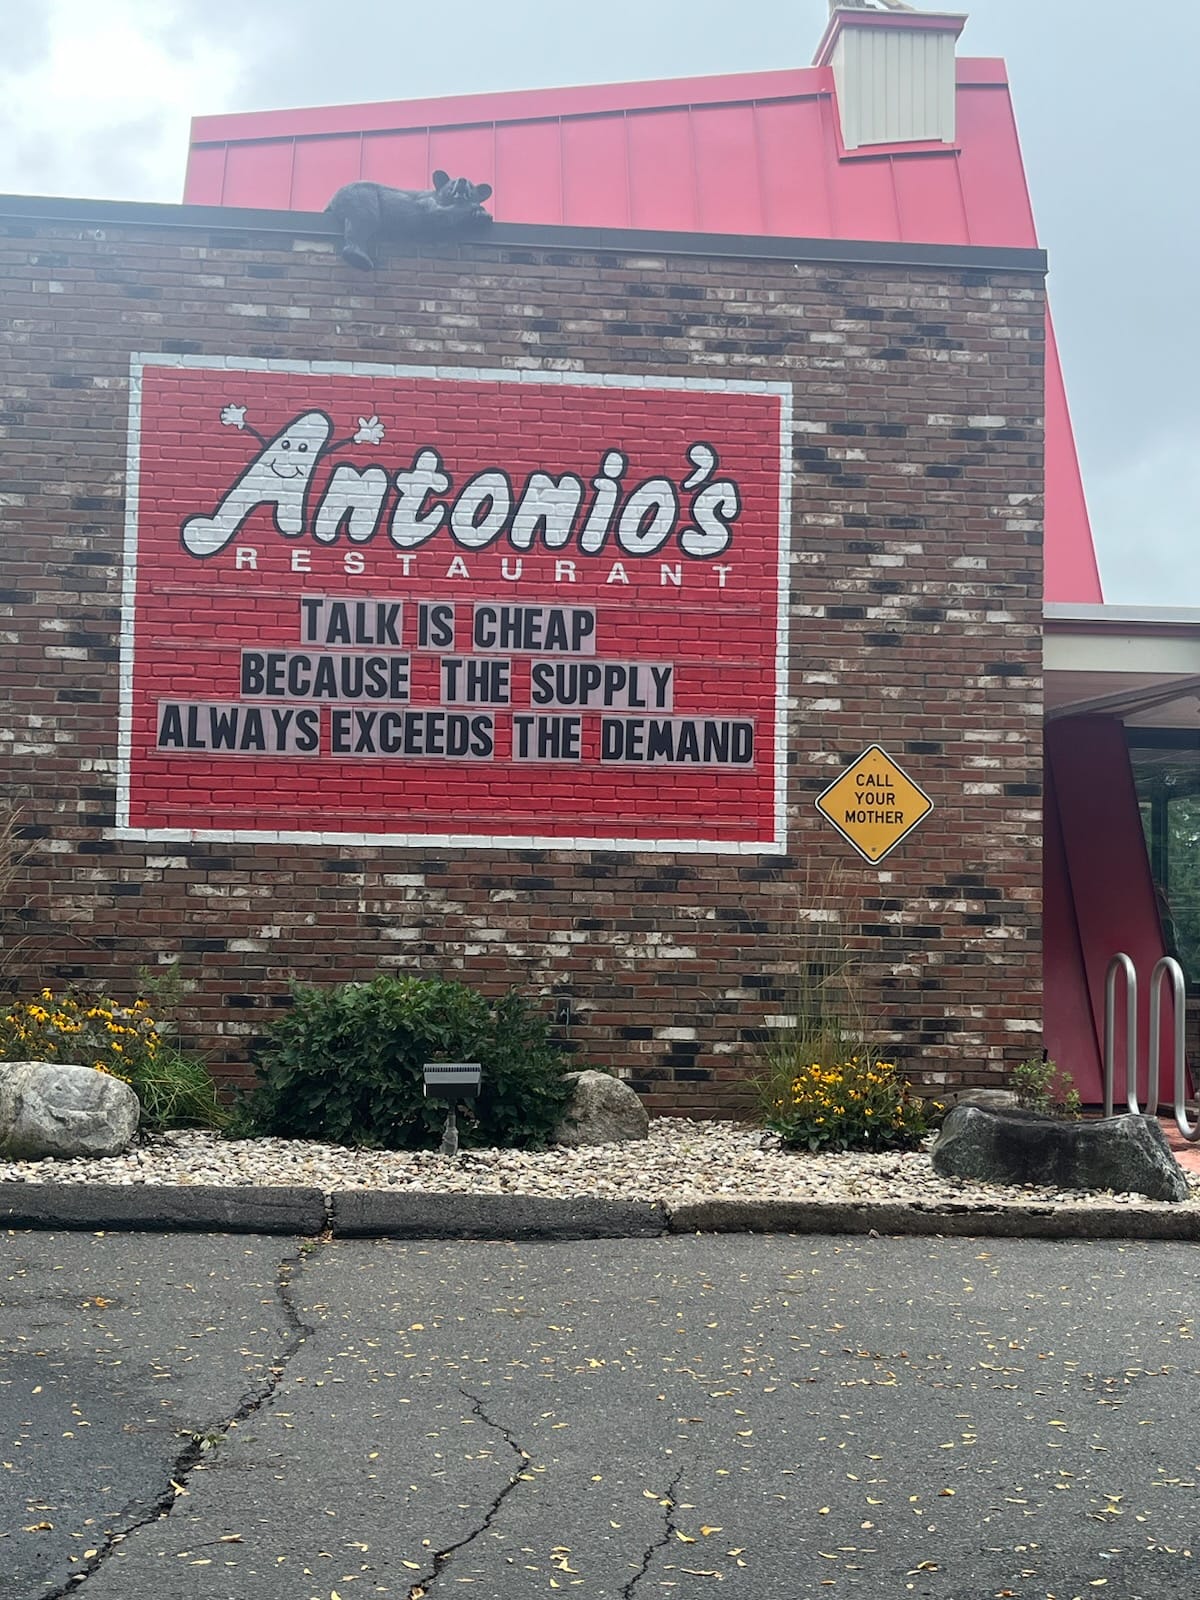 Antonio's
RESTAURANT
TALK IS CHEAP
BECAUSE THE SUPPLY
ALWAYS EXCEEDS THE DEMAND
CALL
YOUR
MOTHER